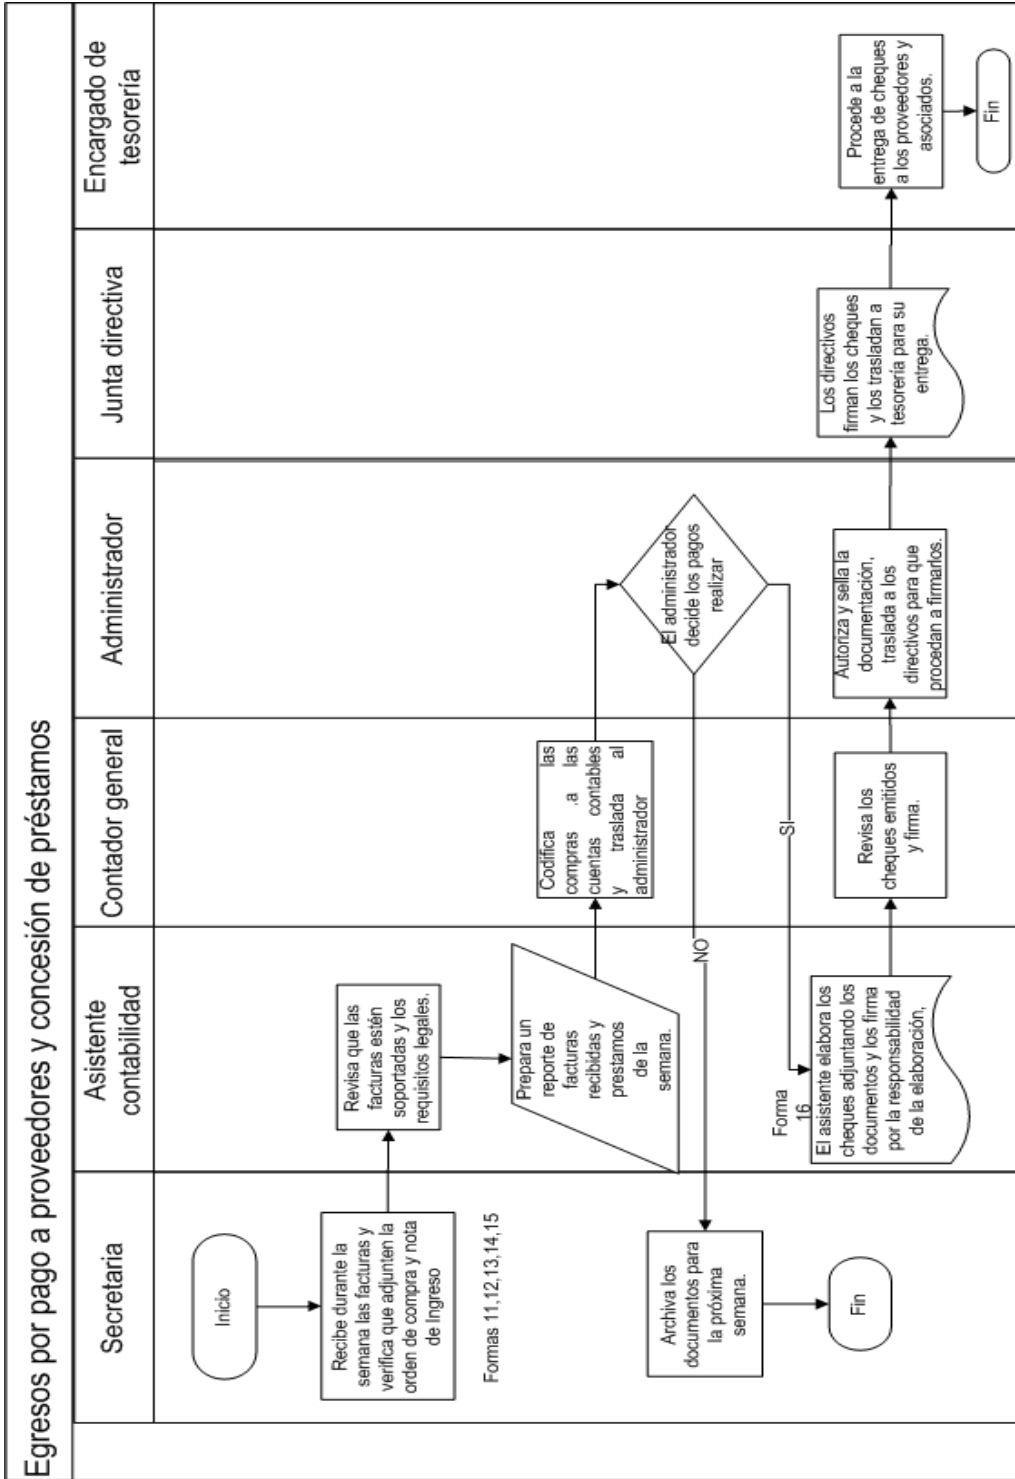 Egresos por pago a proveedores y concesión de préstamos
Secretaria
Asistente
contabilidad
Contador general
Administrador
Junta directiva
Encargado de
tesorería
Inicio
Recibe durante la
semana las facturas y
verifica que adjunten la
orden de compra y nota
de Ingreso
Formas 11,12,13,14,15
Revisa que las
facturas estén
soportadas y los
requisitos legales.
Prepara un
reporte de
facturas
recibidas y
prestamos
de la
semana.
Codifica las
compras .a las
cuentas contables
y traslada al
administrador
El administrador
decide los pagos
realizar
NO
SI
Archiva los
documentos para
la próxima
semana.
Fin
Forma
16
El asistente elabora los
cheques adjuntando los
documentos y los firma
por la responsabilidad
de la elaboración,
Revisa los
cheques emitidos
y firma.
Autoriza y sella la
documentación,
traslada a los
directivos para que
procedan a firmarlos.
Los directivos
firman los cheques
y los trasladan a
tesorería para su
entrega.
Procede a la
entrega de cheques
a los proveedores y
asociados.
Fin